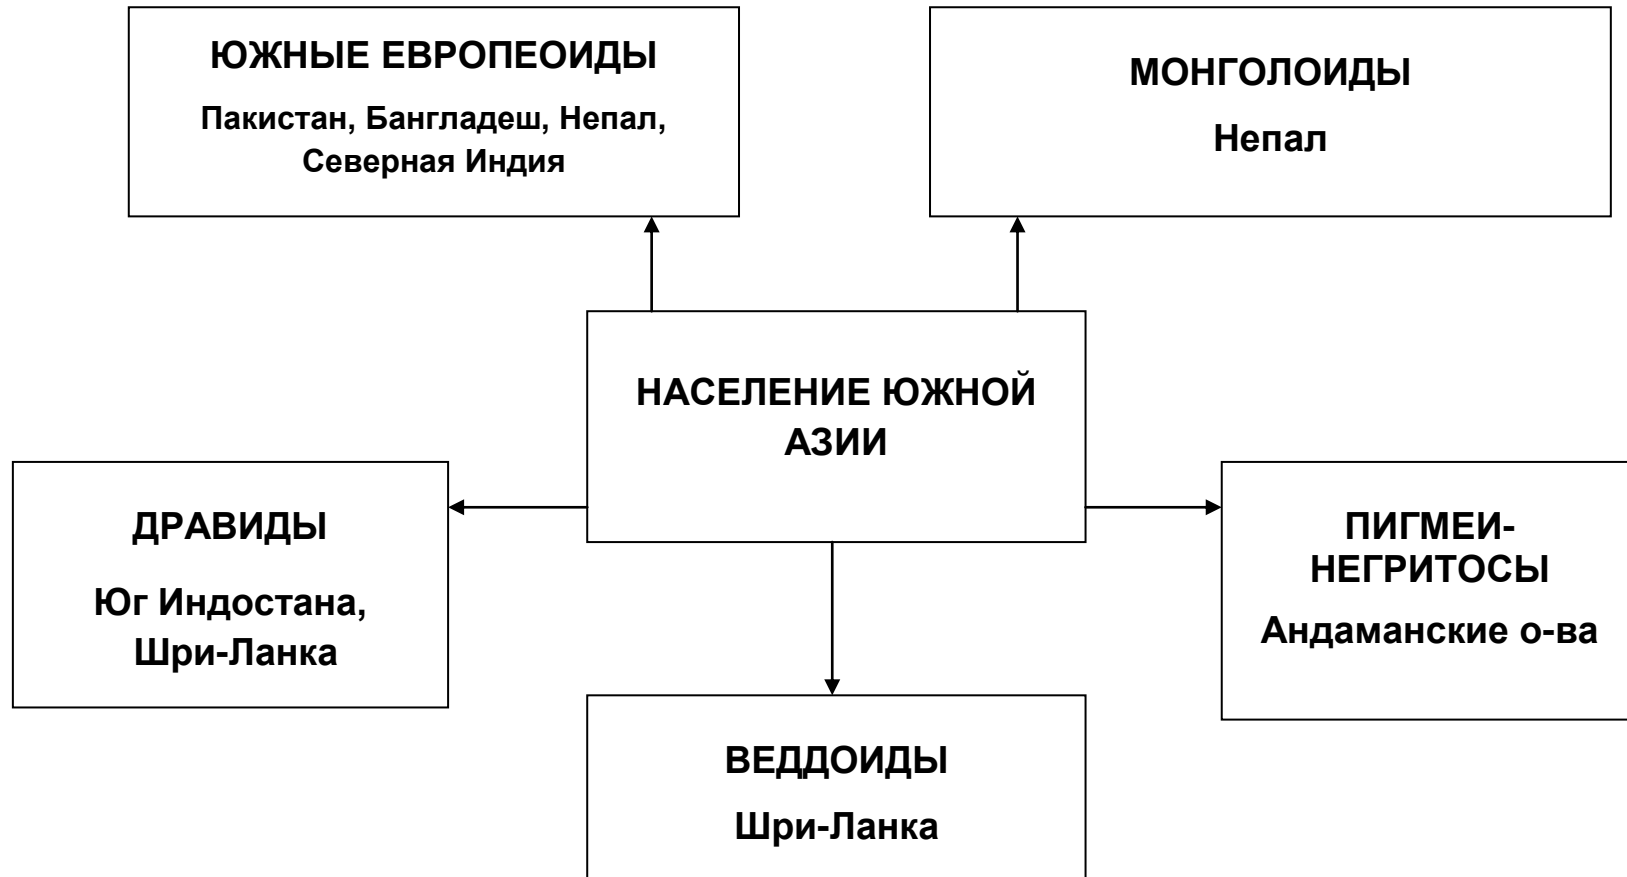 ЮЖНЫЕ ЕВРОПЕОИДЫ
Пакистан, Бангладеш, Непал,
Северная Индия
МОНГОЛОИДЫ
Непал
НАСЕЛЕНИЕ ЮЖНОЙ
АЗИИ
ДРАВИДЫ
Юг Индостана,
Шри-Ланка
ПИГМЕИ-
НЕГРИТОСЫ
Андаманские о-ва
ВЕДДОИДЫ
Шри-Ланка